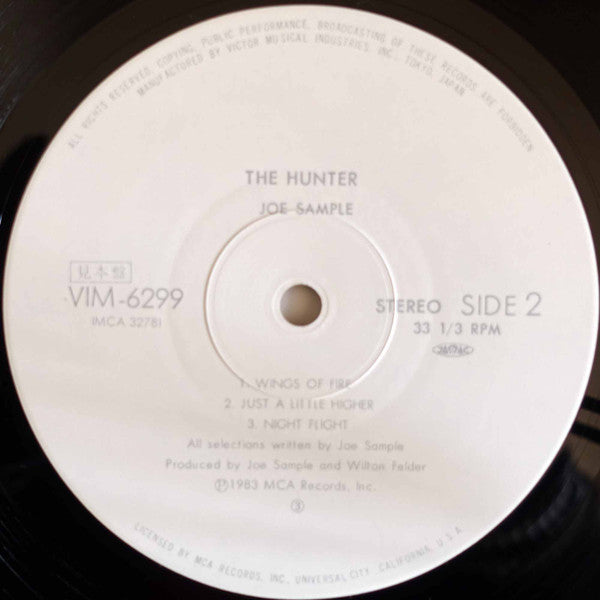 ALL RIGHTS RESERVED. COPYING, PUBLIC PERFORMANCE, BROADCASTING OF THESE RECORDS ARE FORBIDDEN
MANUFACTURED BY VICTOR MUSICAL INDUSTRIES, INC., TOKYO, JAPAN
THE HUNTER
JOE SAMPLE
見本盤
VIM-6299
(MCA 3278)
STEREO SIDE 2
33 1/3 RPM
1. WINGS OF FIRE
2. JUST A LITTLE HIGHER
3. NIGHT FLIGHT
All selections written by Joe Sample
Produced by Joe Sample and Wilton Felder
Ⓟ1983 MCA Records, Inc.
③
LICENSED BY MCA RECORDS, INC., UNIVERSAL CITY, CALIFORNIA, U.S.A.